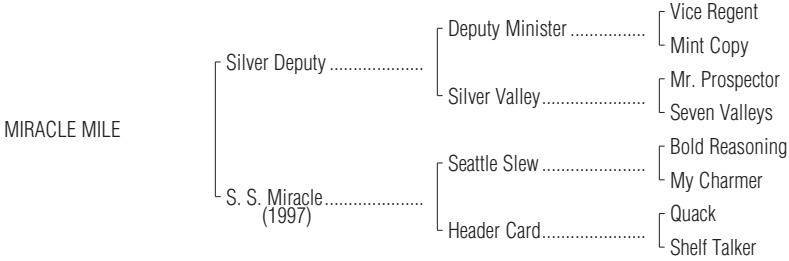 Vice Regent
Deputy Minister ................
Mint Copy
Silver Deputy ....................
Mr. Prospector
Silver Valley......................
Seven Valleys
MIRACLE MILE
Bold Reasoning
Seattle Slew ......................
My Charmer
S. S. Miracle.....................
(1997)
Quack
Header Card......................
Shelf Talker